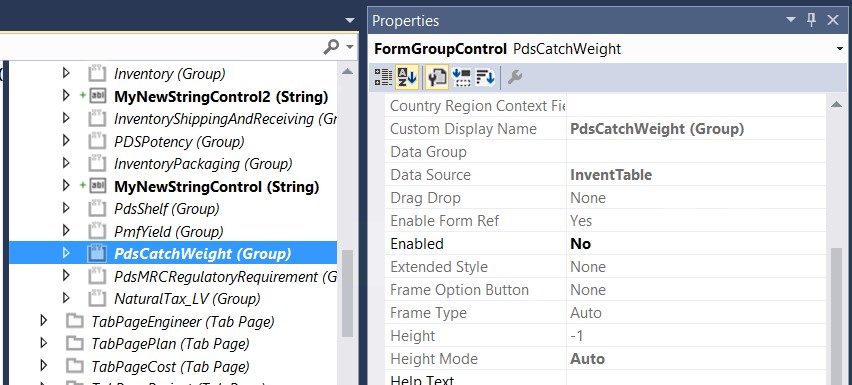 Inventory (Group)
MyNewStringControl2 (String)
InventoryShippingAndReceiving (Gr
PDSPotency (Group)
InventoryPackaging (Group)
MyNewStringControl (String)
PdsShelf (Group)
PmfYield (Group)
PdsCatchWeight (Group)
PdsMRCRegulatoryRequirement (G
NaturalTax_LV (Group)
TabPageEngineer (Tab Page)
TabPagePlan (Tab Page)
TabPageCost (Tab Page)
Properties
FormGroupControl PdsCatchWeight
Country Region Context Fie
Custom Display Name PdsCatchWeight (Group)
Data Group
Data Source InventTable
Drag Drop None
Enable Form Ref Yes
Enabled No
Extended Style None
Frame Option Button None
Frame Type Auto
Height -1
Height Mode Auto
Help Text